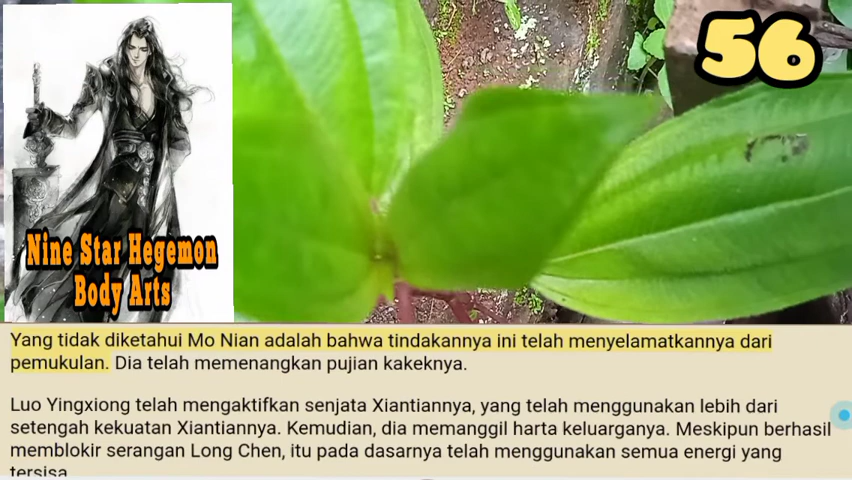 56
Nine Star Hegemon
Body Arts
Yang tidak diketahui Mo Nian adalah bahwa tindakannya ini telah menyelamatkannya dari
pemukulan. Dia telah memenangkan pujian kakeknya.
Luo Yingxiong telah mengaktifkan senjata Xiantiannya, yang telah menggunakan lebih dari
setengah kekuatan Xiantiannya. Kemudian, dia memanggil harta keluarganya. Meskipun berhasil
memblokir serangan Long Chen, itu pada dasarnya telah menggunakan semua energi yang
tersisa